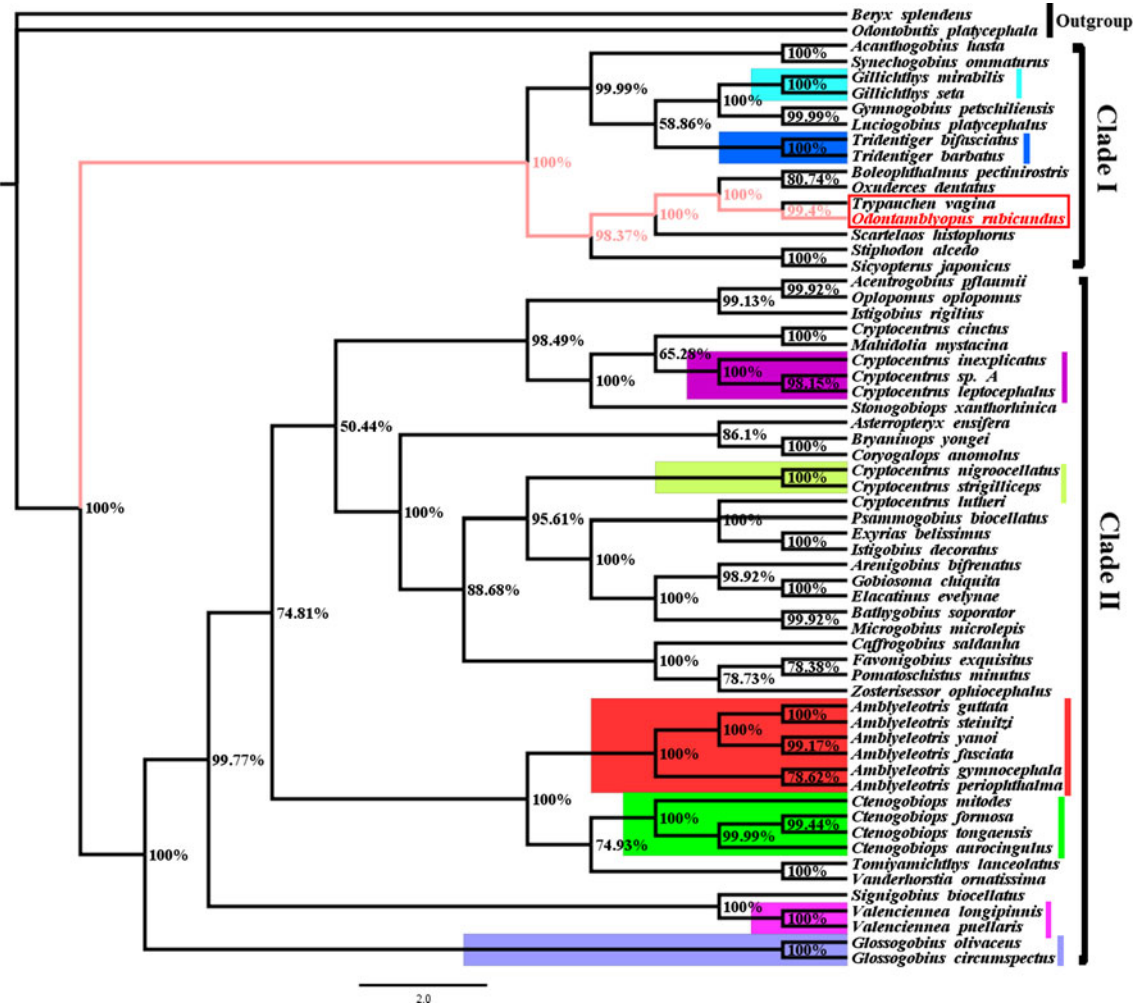 Beryx splendens
Outgroup
Odontobutis platycephala
Acanthogobius hasta
100%
Synechogobius ommaturus
99.99%
Gillichthys mirabilis
100%
Gillichthys seta
100%
Gymnogobius petschiliensis
99.99%
58.86%
Luciogobius platycephalus
Tridentiger bifasciatus
100%
Tridentiger barbatus
Clade I
100%
Boleophthalmus pectinirostris
80.74%
Oxuderces dentatus
100%
Trypauchen vagina
99.4%
100%
Odontamblyopus rubicundus
98.37%
Scartelaos histophorus
Stiphodon alcedo
100%
Sicyopterus japonicus
Acentrogobius pflaumii
99.92%
99.13%
Oplopomus oplopomus
Istigobius rigilius
98.49%
Cryptocentrus cinctus
100%
Mahidolia mystacina
65.28%
Cryptocentrus inexplicatus
100%
100%
Cryptocentrus sp. A
98.15%
Cryptocentrus leptocephalus
Stonogobiops xanthorhinica
50.44%
Asterropteryx ensifera
86.1%
Bryaninops yongei
100%
Coryogalops anomolus
Cryptocentrus nigroocellatus
100%
Cryptocentrus strigilliceps
100%
100%
95.61%
Cryptocentrus lutheri
100%
Psammogobius biocellatus
Exyrias belissimus
100%
Istigobius decoratus
100%
Arenigobius bifrenatus
98.92%
Gobiosoma chiquita
100%
88.68%
Elacatinus evelynae
100%
Bathygobius soporator
99.92%
Microgobius microlepis
74.81%
Clade II
Caffrogobius saldanha
100%
Favonigobius exquisitus
78.38%
78.73%
Pomatoschistus minutus
Zosterisessor ophiocephalus
Amblyeleotris guttata
100%
Amblyeleotris steinitzi
100%
Amblyeleotris yanoi
99.17%
100%
Amblyeleotris fasciata
99.77%
Amblyeleotris gymnocephala
78.62%
Amblyeleotris periophthalma
100%
Ctenogobiops mitodes
100%
Ctenogobiops formosa
99.44%
99.99%
Ctenogobiops tongaensis
74.93%
Ctenogobiops aurocingulus
100%
Tomiyamichthys lanceolatus
100%
Vanderhorstia ornatissima
Signigobius biocellatus
100%
Valenciennea longipinnis
100%
Valenciennea puellaris
Glossogobius olivaceus
100%
Glossogobius circumspectus
2.0